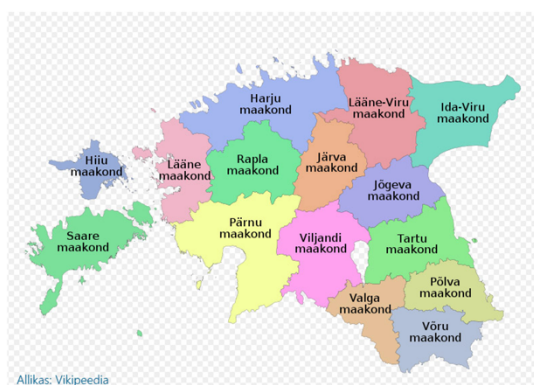 Harju
maakond
Lääne-Viru
maakond
Ida-Viru
maakond
Hiiu
maakond
Lääne
maakond
Rapla
maakond
Järva
maakond
Jõgeva
maakond
Saare
maakond
Pärnu
maakond
Viljandi
maakond
Tartu
maakond
Valga
maakond
Põlva
maakond
Võru
maakond
Allikas: Vikipeedia